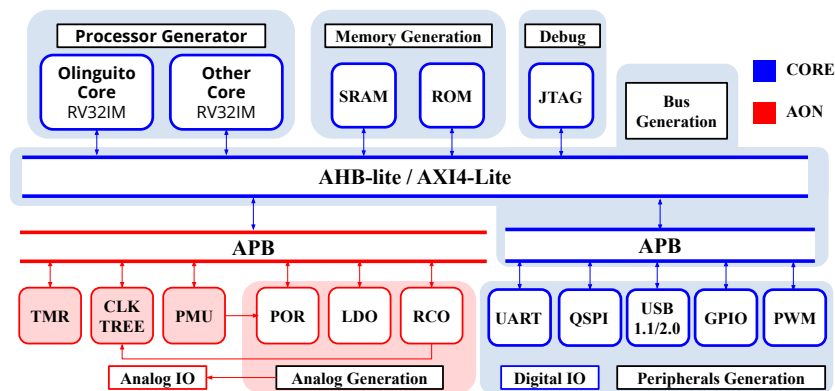 Processor Generator
Memory Generation
Debug
Olinguito
Core
RV32IM
Other
Core
RV32IM
SRAM
ROM
JTAG
Bus
Generation
CORE
AON
AHB-lite / AXI4-Lite
APB
APB
TMR
CLK
TREE
PMU
POR
LDO
RCO
UART
QSPI
USB
1.1/2.0
GPIO
PWM
Analog IO
Analog Generation
Digital IO
Peripherals Generation